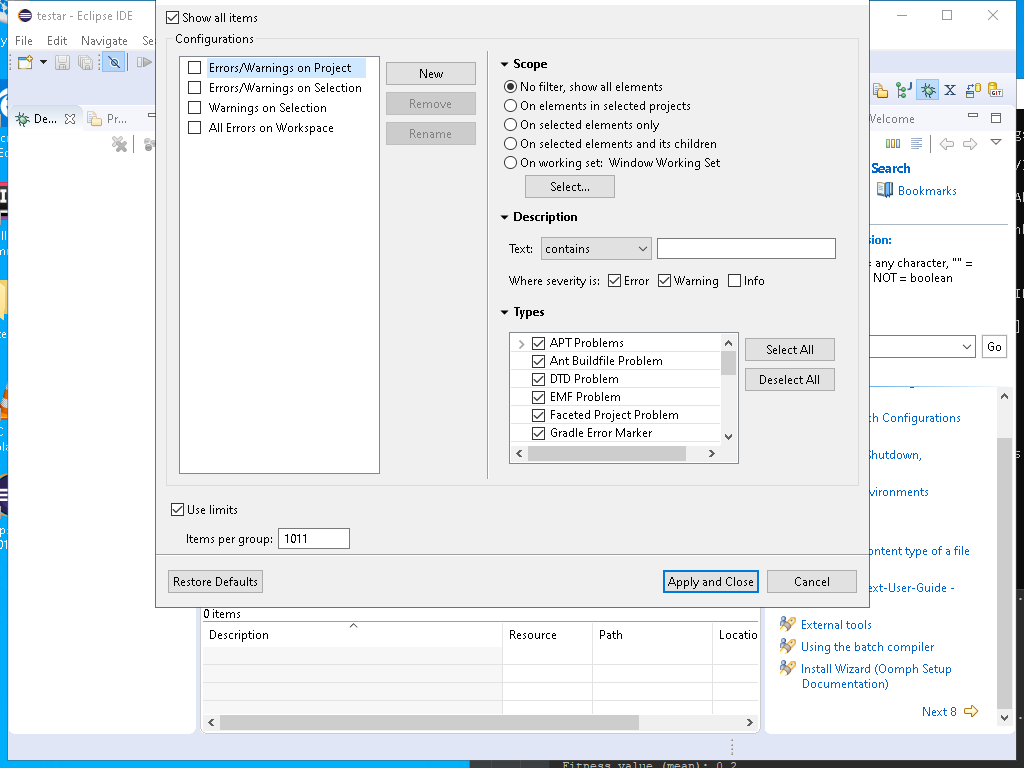 testar - Eclipse IDE
File Edit Navigate Se
Show all items
Configurations
Errors/Warnings on Project
Errors/Warnings on Selection
Warnings on Selection
All Errors on Workspace
New
Remove
Rename
Scope
No filter, show all elements
On elements in selected projects
On selected elements only
On selected elements and its children
On working set: Window Working Set
Select...
Description
Text: contains
Where severity is: Error Warning Info
Types
APT Problems
Ant Buildfile Problem
DTD Problem
EMF Problem
Faceted Project Problem
Gradle Error Marker
Select All
Deselect All
Use limits
Items per group: 1011
Restore Defaults
Apply and Close
Cancel
De...
Pr...
Welcome
Search
Bookmarks
sion:
= any character, "" =
NOT = boolean
Go
ch Configurations
Shutdown,
vironments
ontent type of a file
ext-User-Guide -
External tools
Using the batch compiler
Install Wizard (Oomph Setup
Documentation)
Next 8
0 items
Description Resource Path Locatio
Fitness value (mean): 0.2